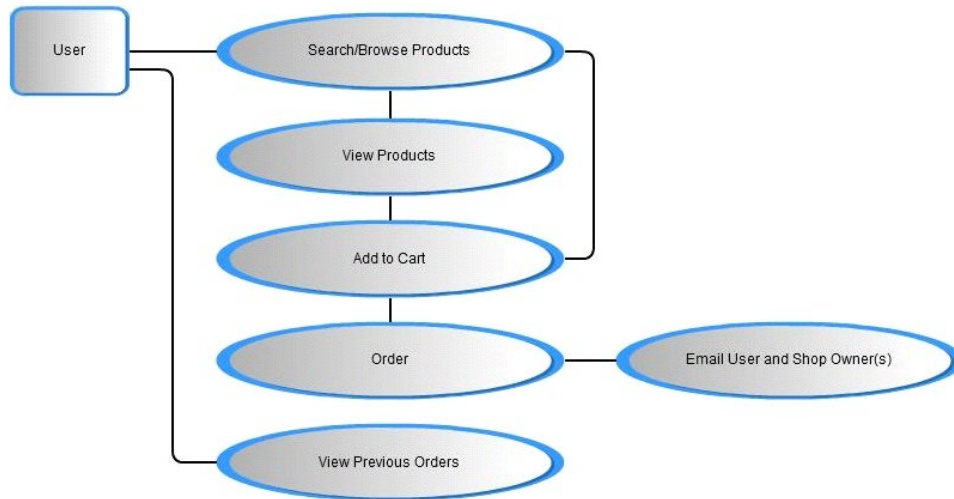 User
Search/Browse Products
View Products
Add to Cart
Order
Email User and Shop Owner(s)
View Previous Orders